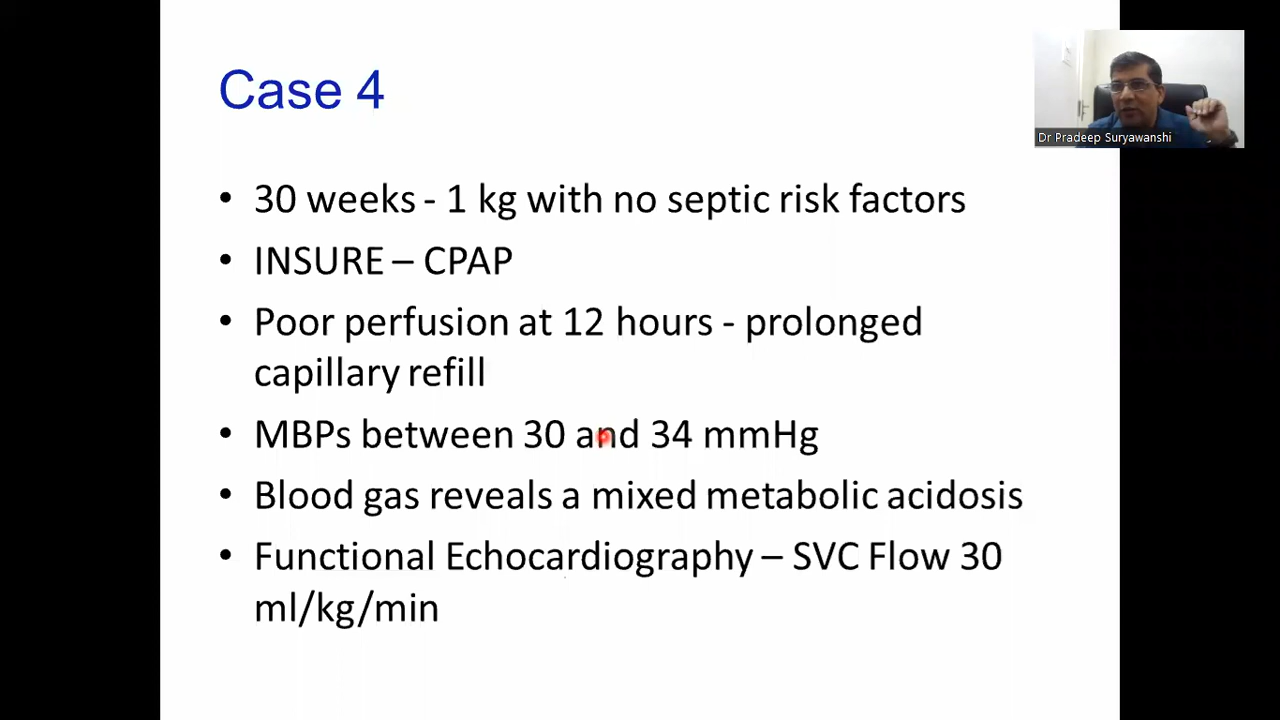 Case 4
Dr Pradeep Suryawanshi
• 30 weeks - 1 kg with no septic risk factors
• INSURE – CPAP
• Poor perfusion at 12 hours - prolonged
capillary refill
• MBPs between 30 and 34 mmHg
• Blood gas reveals a mixed metabolic acidosis
• Functional Echocardiography – SVC Flow 30
ml/kg/min